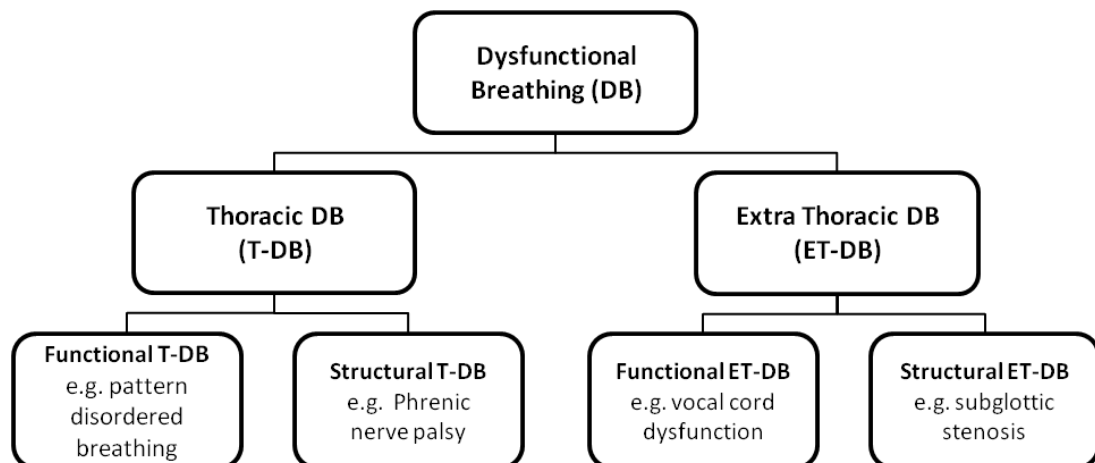 Dysfunctional
Breathing (DB)
Thoracic DB
(T-DB)
Extra Thoracic DB
(ET-DB)
Functional T-DB
e.g. pattern
disordered
breathing
Structural T-DB
e.g. Phrenic
nerve palsy
Functional ET-DB
e.g. vocal cord
dysfunction
Structural ET-DB
e.g. subglottic
stenosis